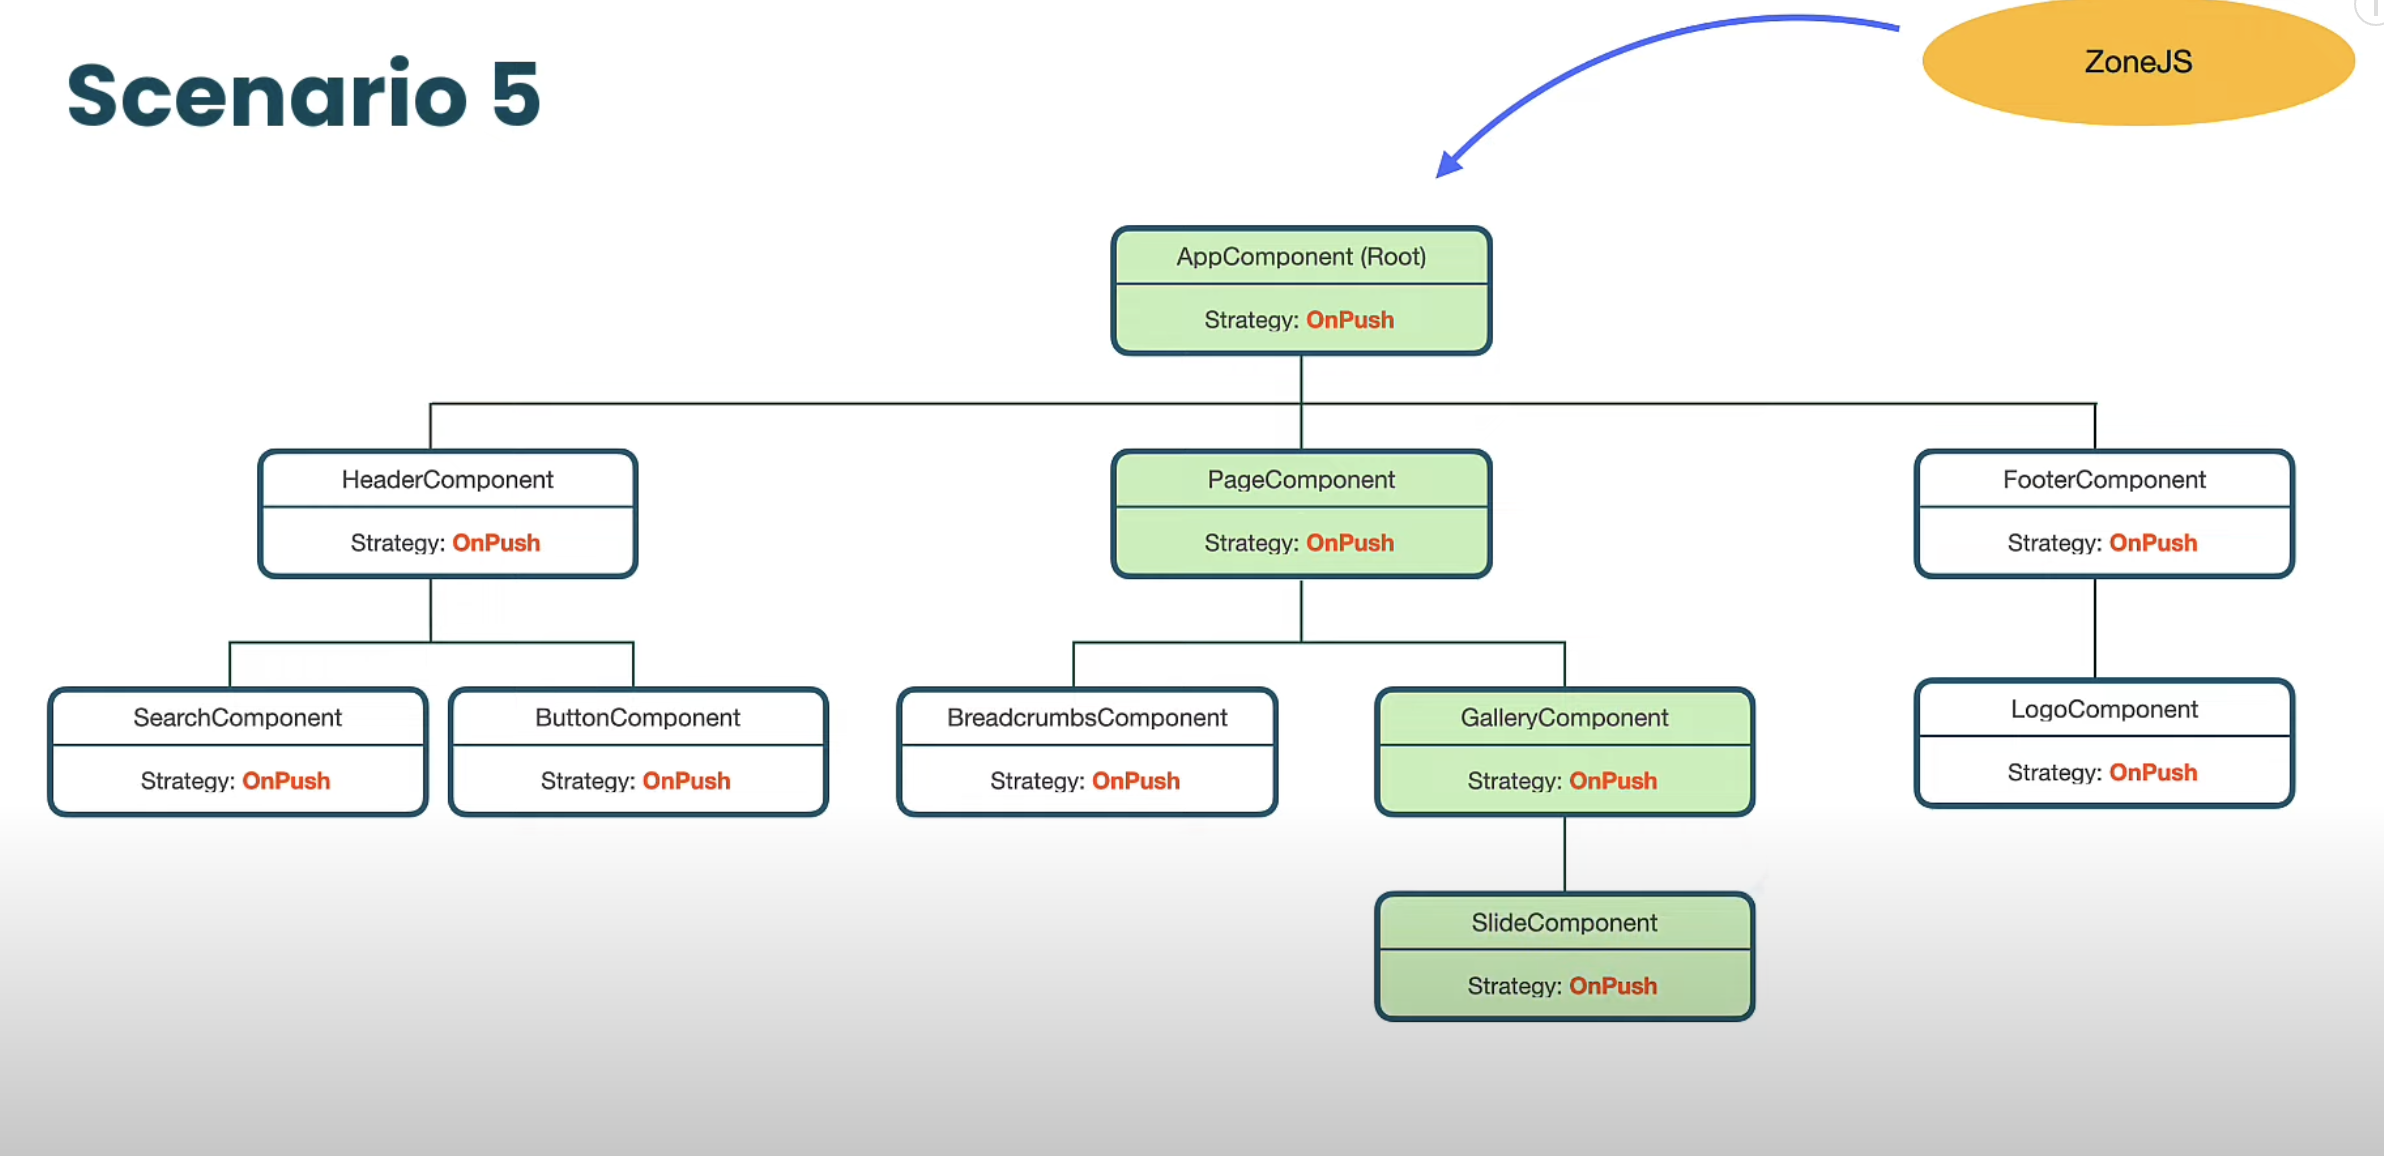 Scenario 5
ZoneJS
AppComponent (Root)
Strategy: OnPush
HeaderComponent
Strategy: OnPush
PageComponent
Strategy: OnPush
FooterComponent
Strategy: OnPush
SearchComponent
Strategy: OnPush
ButtonComponent
Strategy: OnPush
BreadcrumbsComponent
Strategy: OnPush
GalleryComponent
Strategy: OnPush
LogoComponent
Strategy: OnPush
SlideComponent
Strategy: OnPush